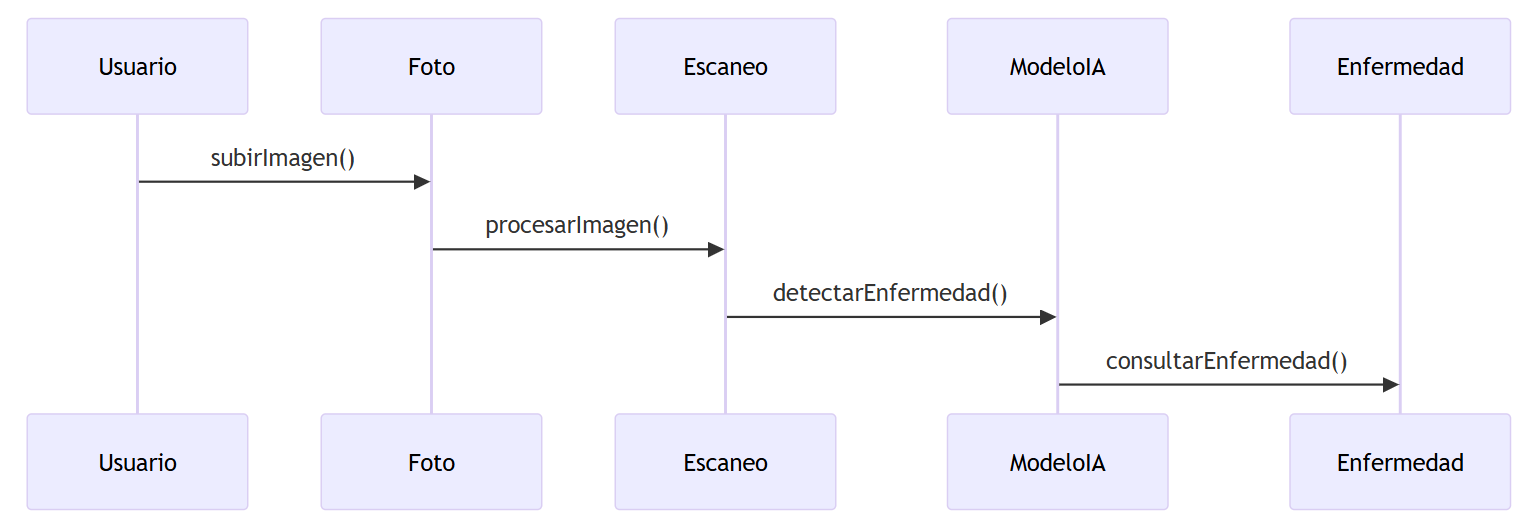 Usuario
Foto
Escaneo
ModeloIA
Enfermedad
subirImagen()
procesarImagen()
detectarEnfermedad()
consultarEnfermedad()
Usuario
Foto
Escaneo
ModeloIA
Enfermedad